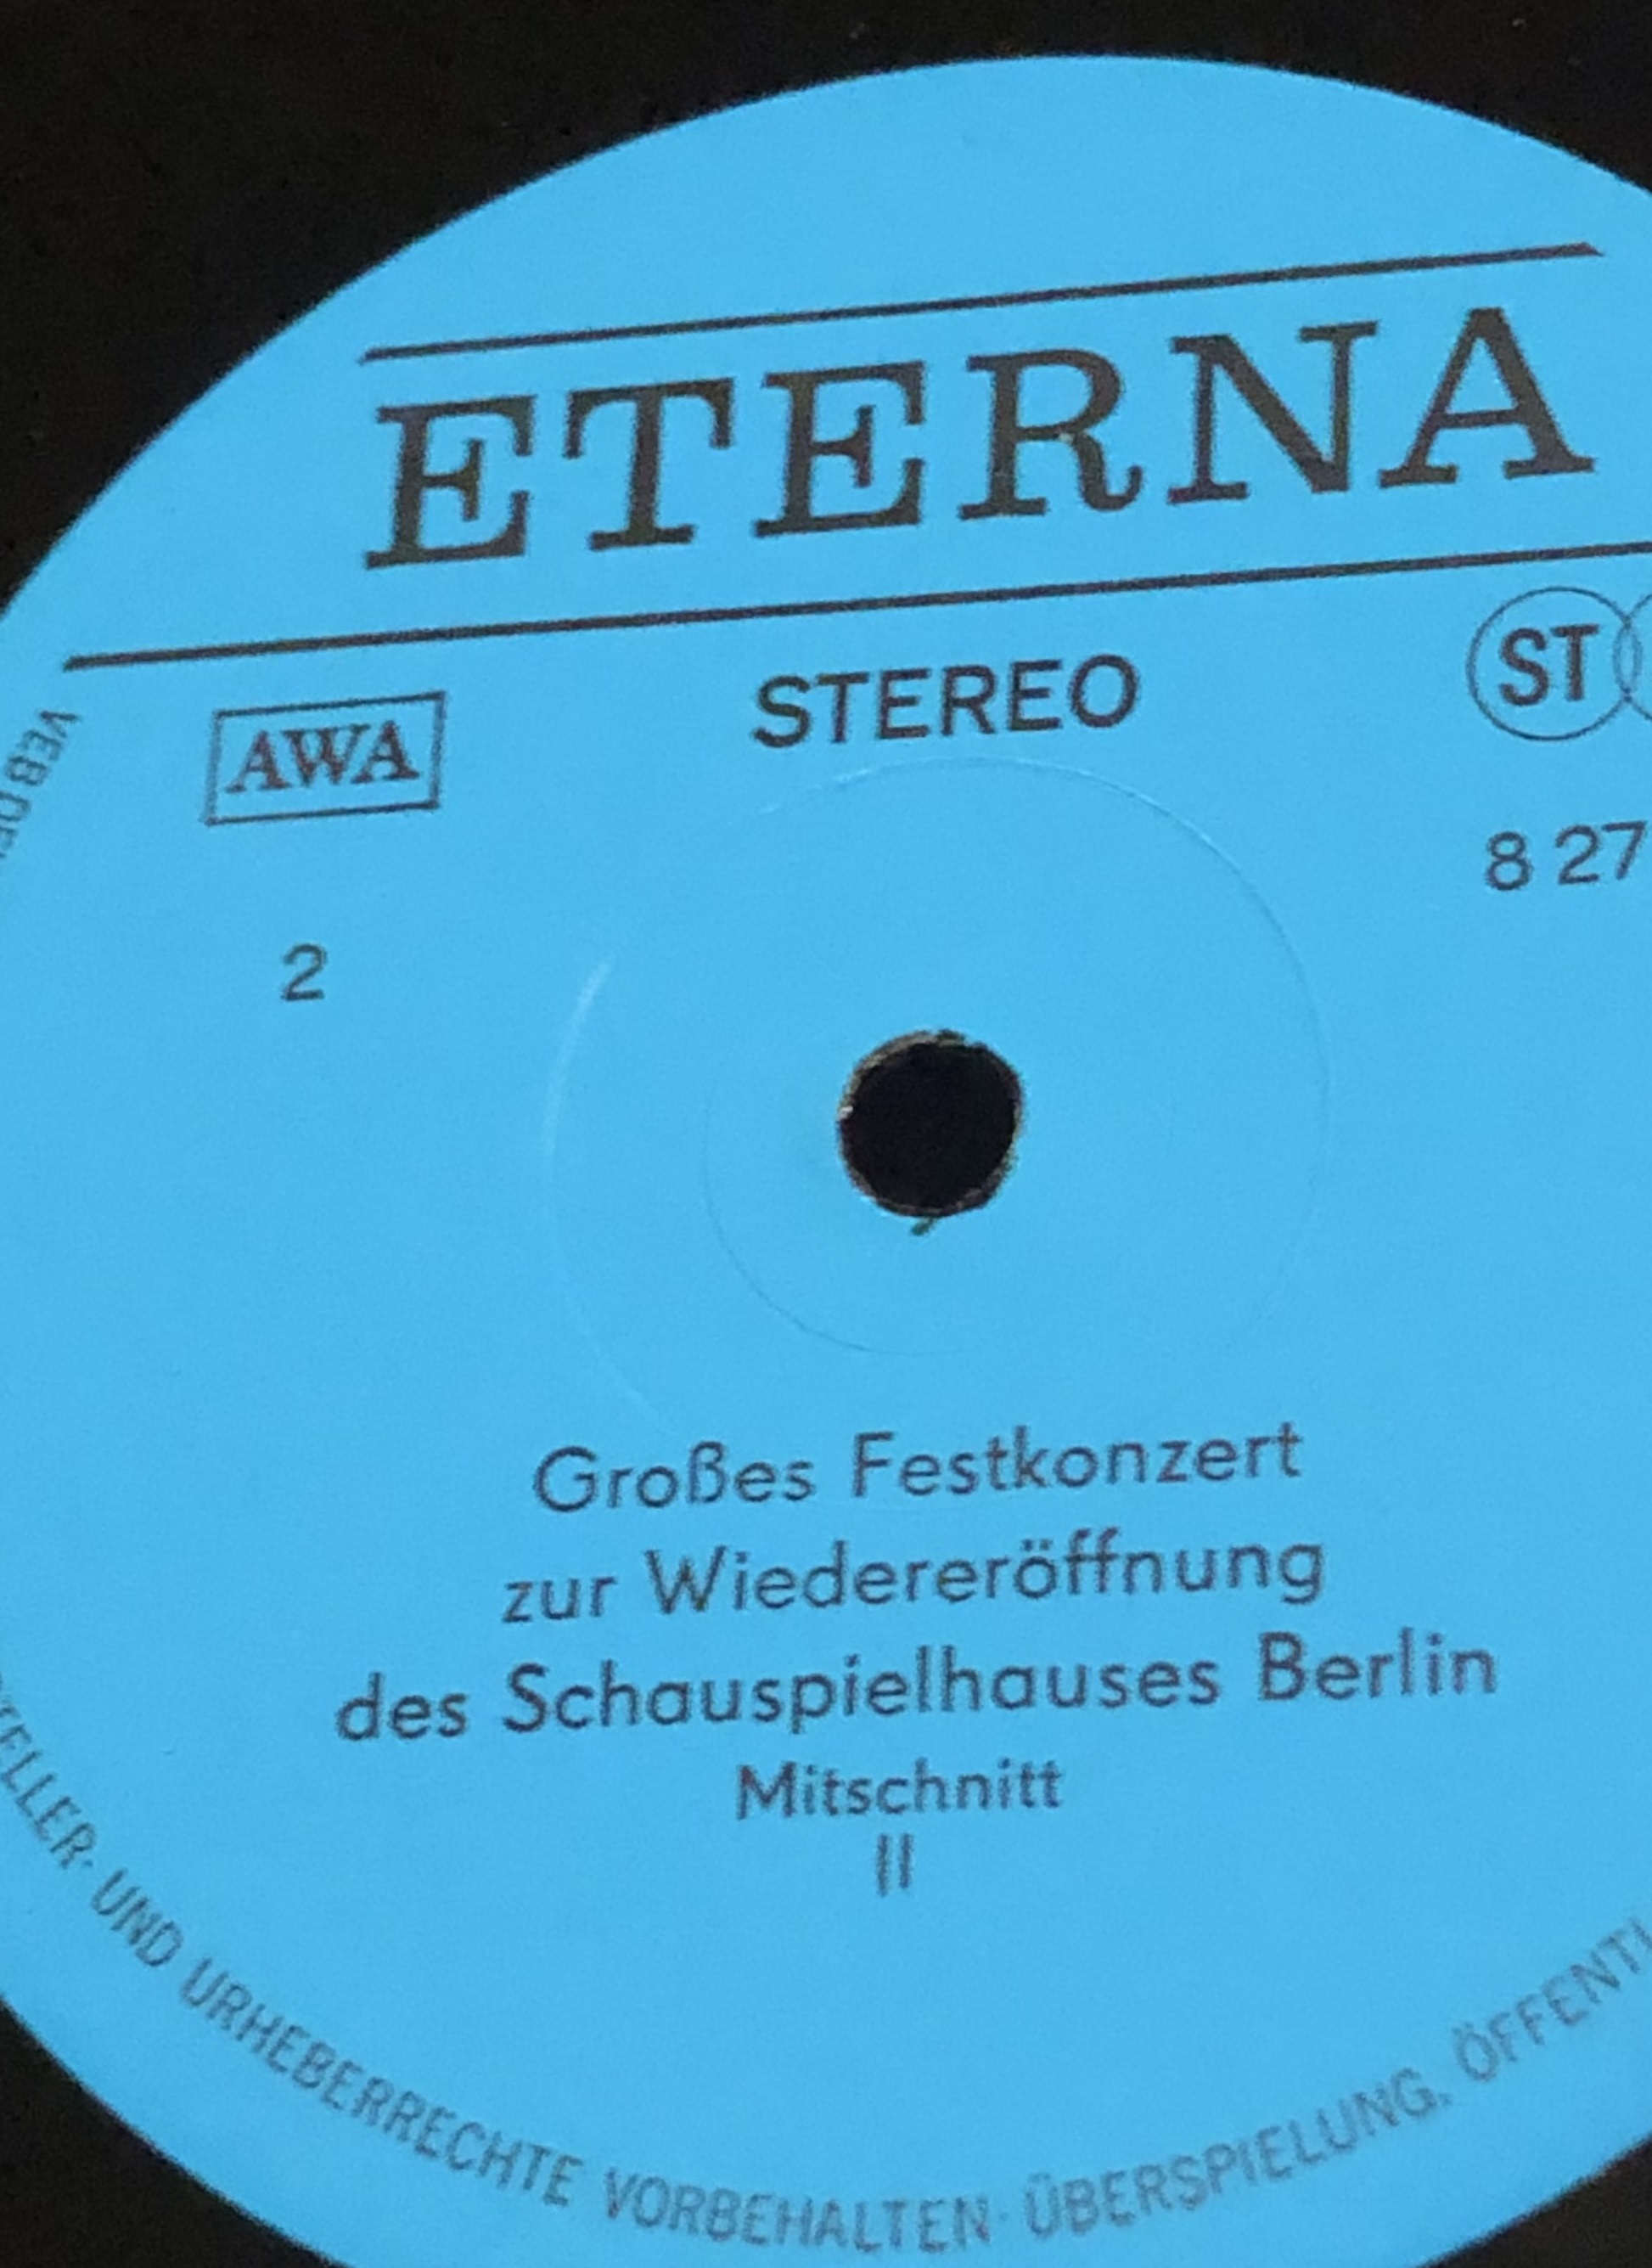 ETERNA
STEREO
AWA
ST
8 27
2
Großes Festkonzert
zur Wiedereröffnung
des Schauspielhauses Berlin
Mitschnitt
II
VEB
UND URHEBERRECHTE VORBEHALTEN · ÜBERSPIELUNG,